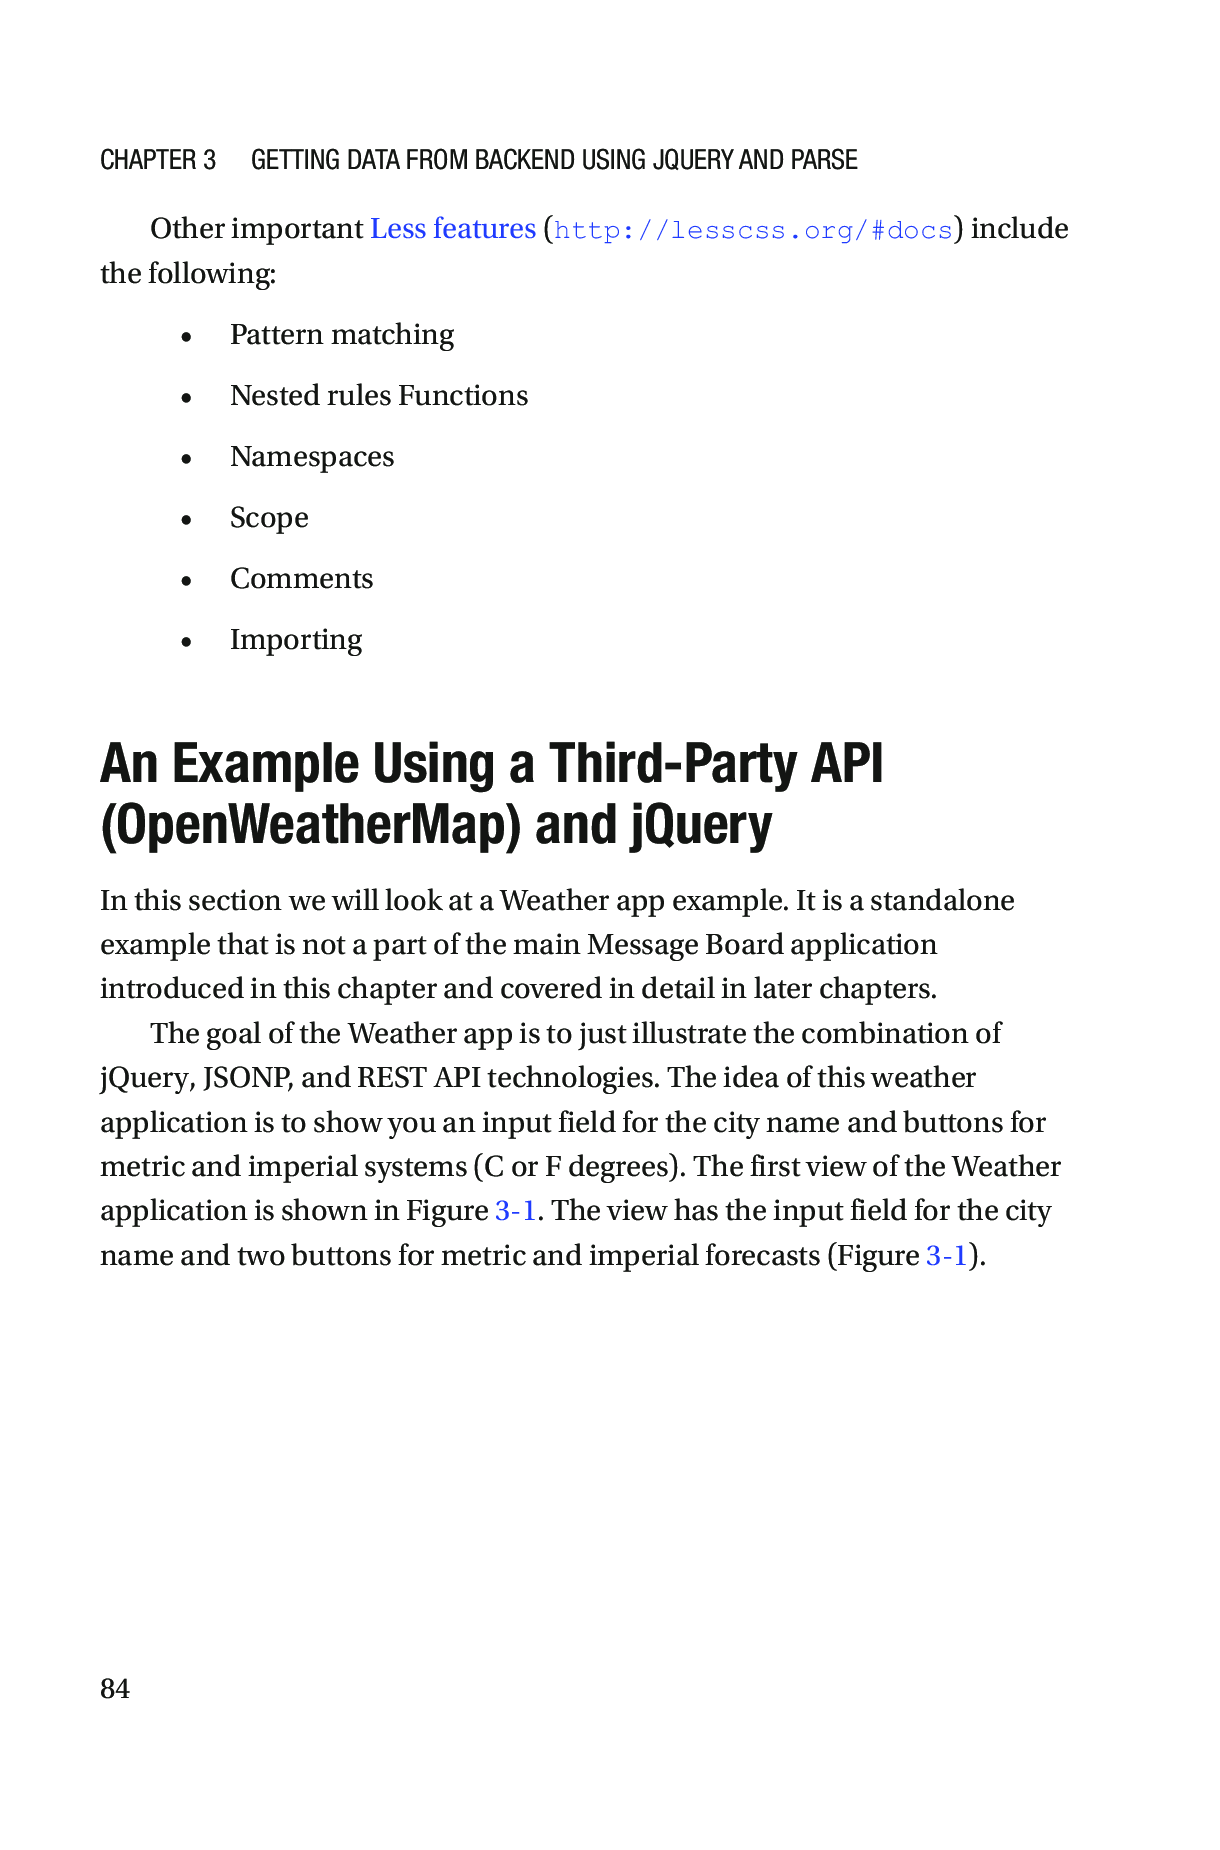 CHAPTER 3 GETTING DATA FROM BACKEND USING JQUERY AND PARSE
Other important Less features (http://lesscss.org/#docs) include
the following:
• Pattern matching
• Nested rules Functions
• Namespaces
• Scope
• Comments
• Importing
An Example Using a Third-Party API
(OpenWeatherMap) and jQuery
In this section we will look at a Weather app example. It is a standalone
example that is not a part of the main Message Board application
introduced in this chapter and covered in detail in later chapters.
The goal of the Weather app is to just illustrate the combination of
jQuery, JSONP, and REST API technologies. The idea of this weather
application is to show you an input field for the city name and buttons for
metric and imperial systems (C or F degrees). The first view of the Weather
application is shown in Figure 3-1. The view has the input field for the city
name and two buttons for metric and imperial forecasts (Figure 3-1).
84